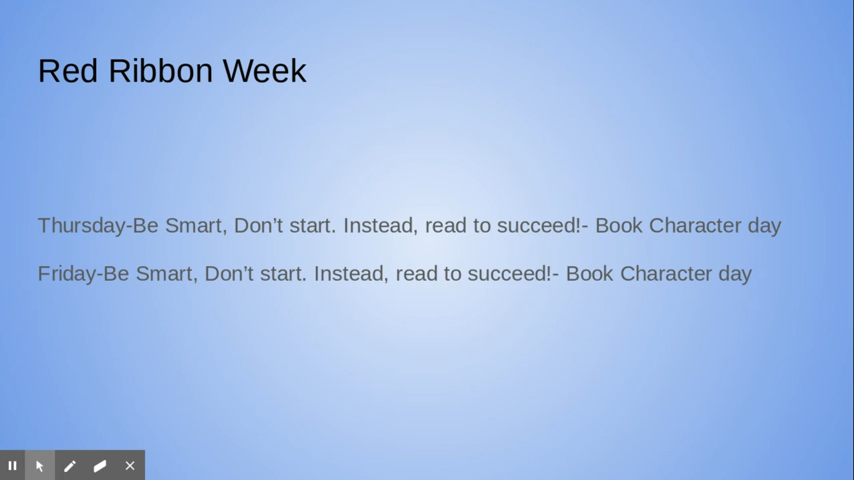 Red Ribbon Week
Thursday-Be Smart, Don’t start. Instead, read to succeed!- Book Character day
Friday-Be Smart, Don’t start. Instead, read to succeed!- Book Character day